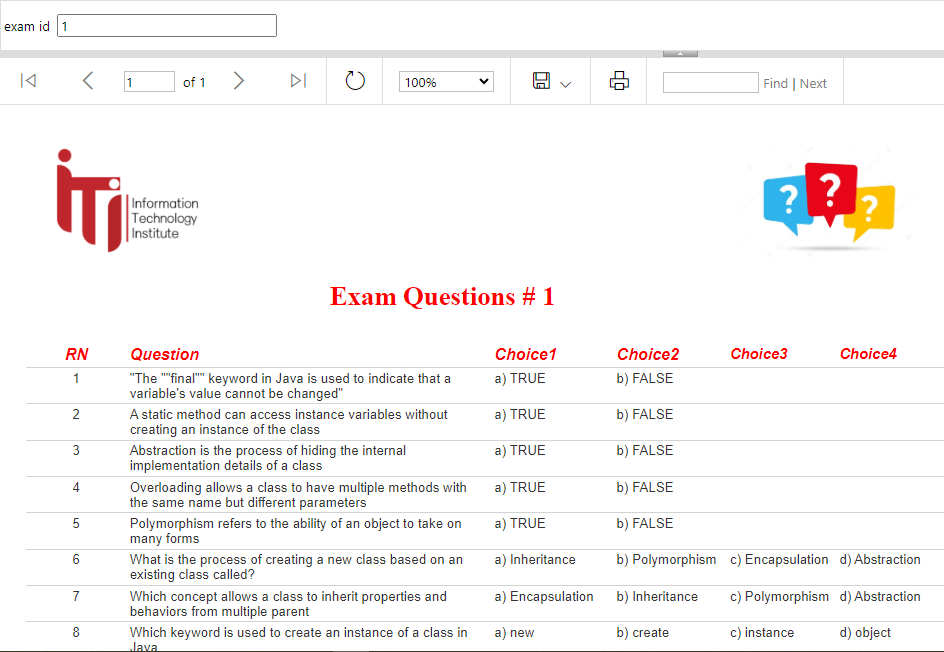 exam id 1
1 of 1 100% Find | Next
Information
Technology
Institute
iTi
? ? ?
Exam Questions # 1
RN Question Choice1 Choice2 Choice3 Choice4
1 "The ""final"" keyword in Java is used to indicate that a a) TRUE b) FALSE
variable's value cannot be changed"
2 A static method can access instance variables without a) TRUE b) FALSE
creating an instance of the class
3 Abstraction is the process of hiding the internal a) TRUE b) FALSE
implementation details of a class
4 Overloading allows a class to have multiple methods with a) TRUE b) FALSE
the same name but different parameters
5 Polymorphism refers to the ability of an object to take on a) TRUE b) FALSE
many forms
6 What is the process of creating a new class based on an a) Inheritance b) Polymorphism c) Encapsulation d) Abstraction
existing class called?
7 Which concept allows a class to inherit properties and a) Encapsulation b) Inheritance c) Polymorphism d) Abstraction
behaviors from multiple parent
8 Which keyword is used to create an instance of a class in a) new b) create c) instance d) object
Java